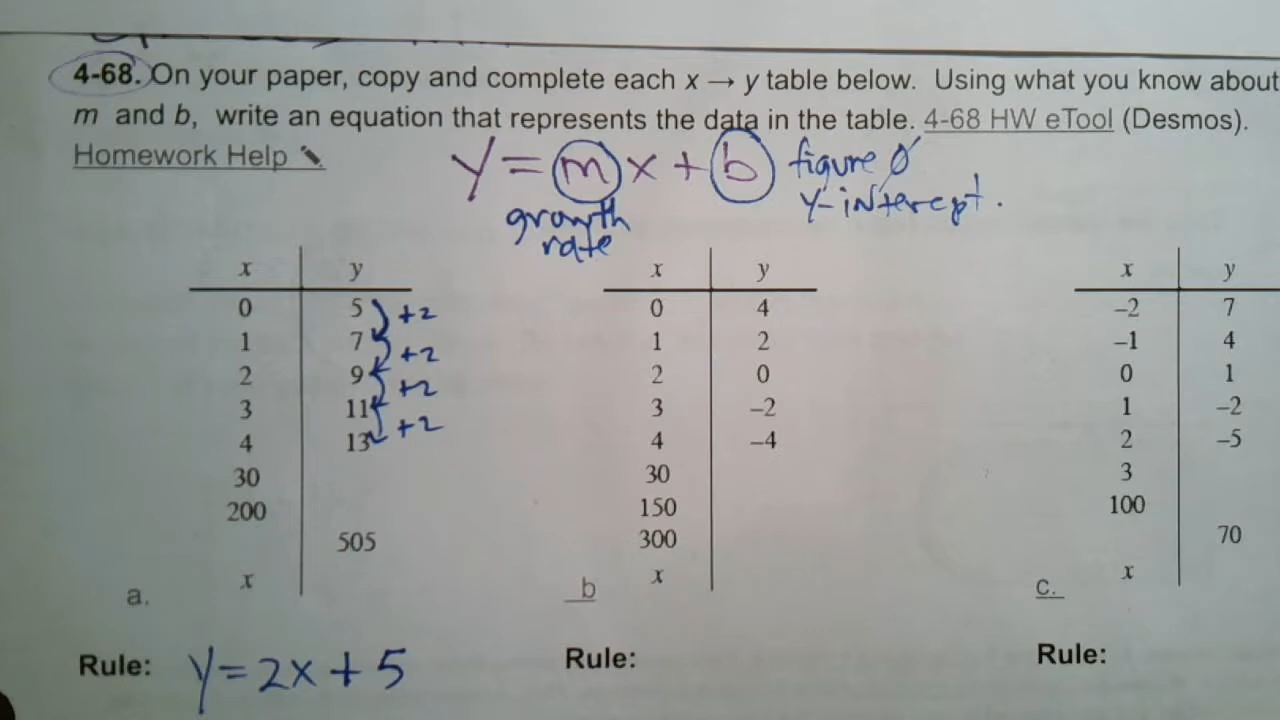 4-68. On your paper, copy and complete each x → y table below. Using what you know about
m and b, write an equation that represents the data in the table. 4-68 HW eTool (Desmos).
Homework Help ✎
y = m x + b figure 0
growth rate
y-intercept.
x y
0 5 +2
1 7 +2
2 9 +2
3 11 +2
4 13
30
200
505
x
a.
Rule: y = 2x + 5
x y
0 4
1 2
2 0
3 -2
4 -4
30
150
300
x
b
Rule:
x y
-2 7
-1 4
0 1
1 -2
2 -5
3
100
70
x
c.
Rule: